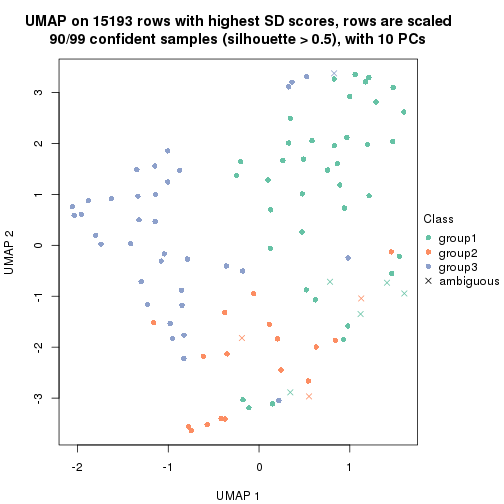 UMAP on 15193 rows with highest SD scores, rows are scaled
90/99 confident samples (silhouette > 0.5), with 10 PCs
3
2
1
0
-1
-2
-3
UMAP 2
-2
-1
0
1
UMAP 1
Class
group1
group2
group3
ambiguous